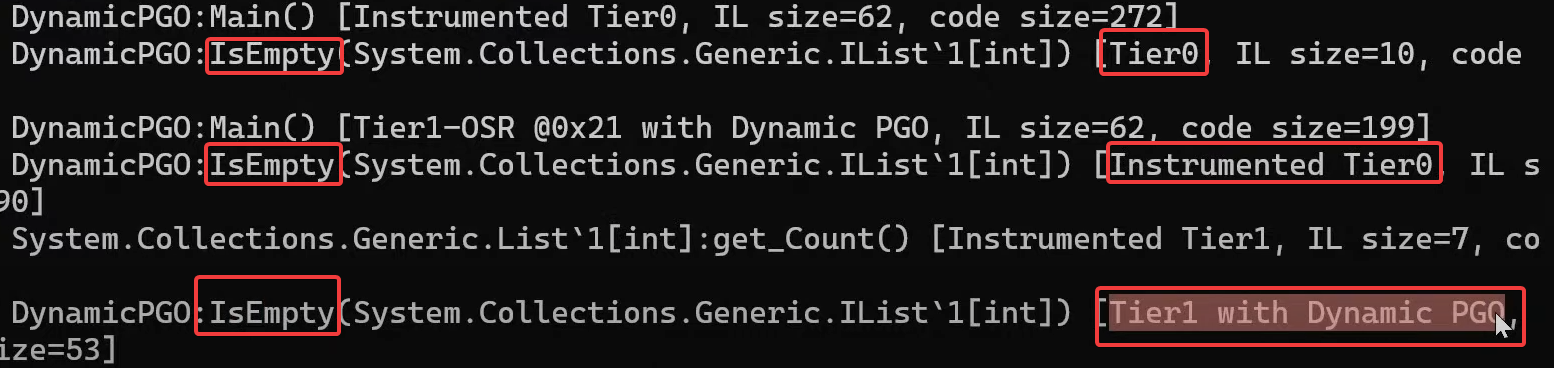 DynamicPGO:Main() [Instrumented Tier0, IL size=62, code size=272]
DynamicPGO:IsEmpty(System.Collections.Generic.IList`1[int]) [Tier0, IL size=10, code
DynamicPGO:Main() [Tier1-OSR @0x21 with Dynamic PGO, IL size=62, code size=199]
DynamicPGO:IsEmpty(System.Collections.Generic.IList`1[int]) [Instrumented Tier0, IL s
90]
System.Collections.Generic.List`1[int]:get_Count() [Instrumented Tier1, IL size=7, co
DynamicPGO:IsEmpty(System.Collections.Generic.IList`1[int]) [Tier1 with Dynamic PGO,
ize=53]